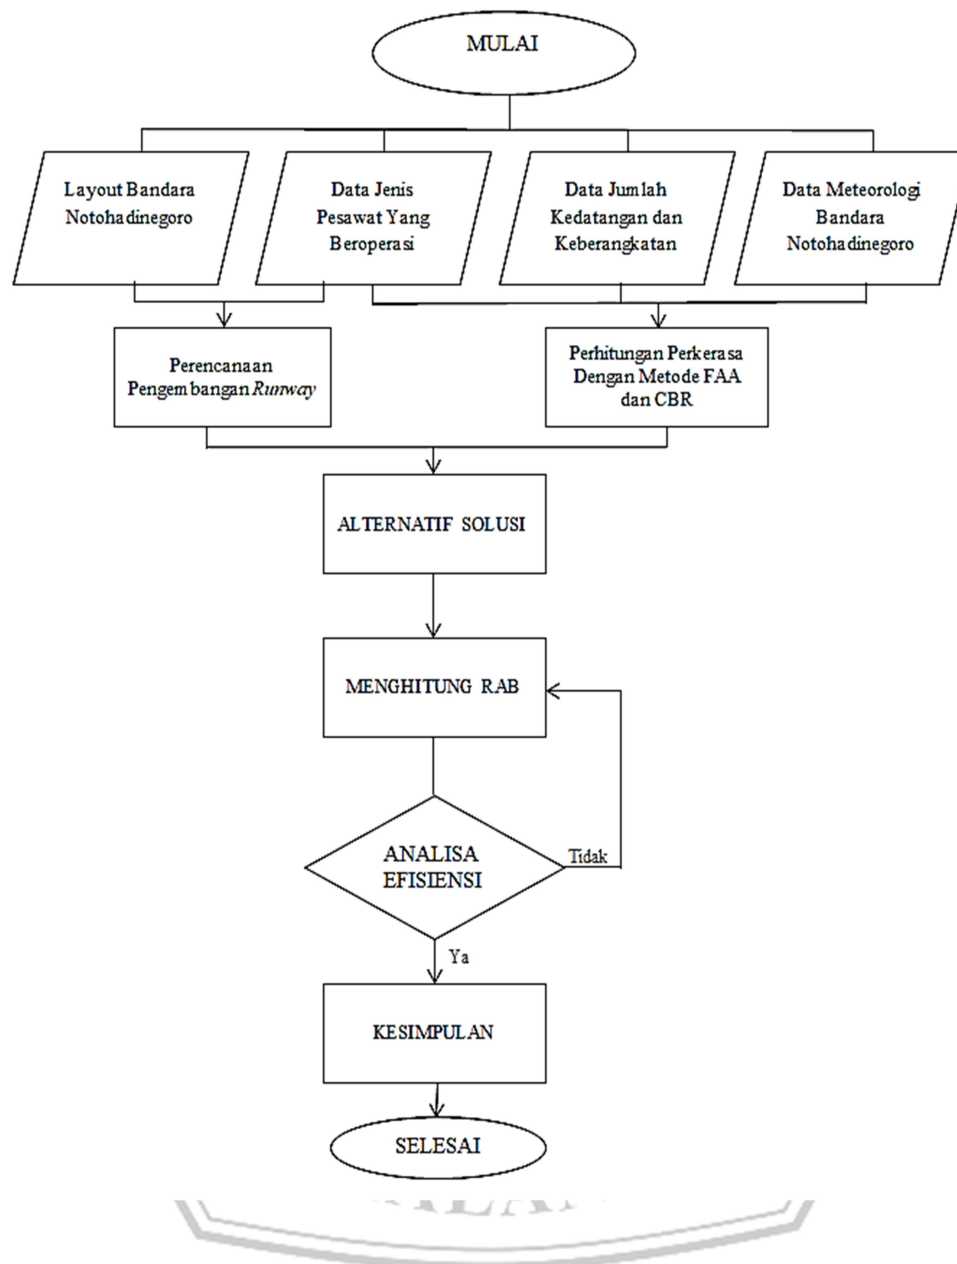 MULAI
Layout Bandara
Notohadinegoro
Data Jenis
Pesawat Yang
Beroperasi
Data Jumlah
Kedatangan dan
Keberangkatan
Data Meteorologi
Bandara
Notohadinegoro
Perencanaan
Pengembangan Runway
Perhitungan Perkerasa
Dengan Metode FAA
dan CBR
ALTERNATIF SOLUSI
MENGHITUNG RAB
ANALISA
EFISIENSI
Tidak
Ya
KESIMPULAN
SELESAI